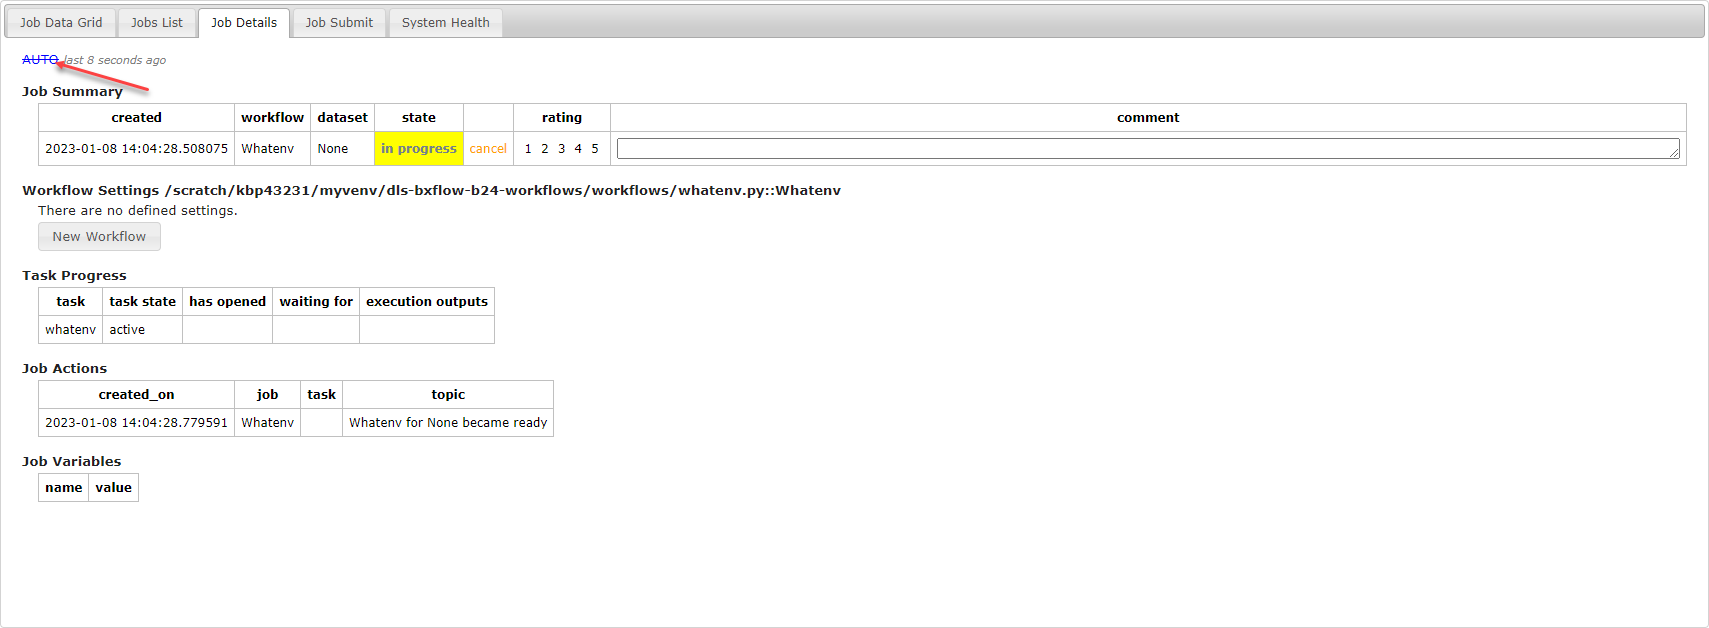 Job Data Grid Jobs List Job Details Job Submit System Health
AUTO last 8 seconds ago
Job Summary
created workflow dataset state rating comment
2023-01-08 14:04:28.508075 Whatenv None in progress cancel 1 2 3 4 5
Workflow Settings /scratch/kbp43231/myvenv/dls-bxflow-b24-workflows/workflows/whatenv.py::Whatenv
There are no defined settings.
New Workflow
Task Progress
task task state has opened waiting for execution outputs
whatenv active
Job Actions
created_on job task topic
2023-01-08 14:04:28.779591 Whatenv Whatenv for None became ready
Job Variables
name value